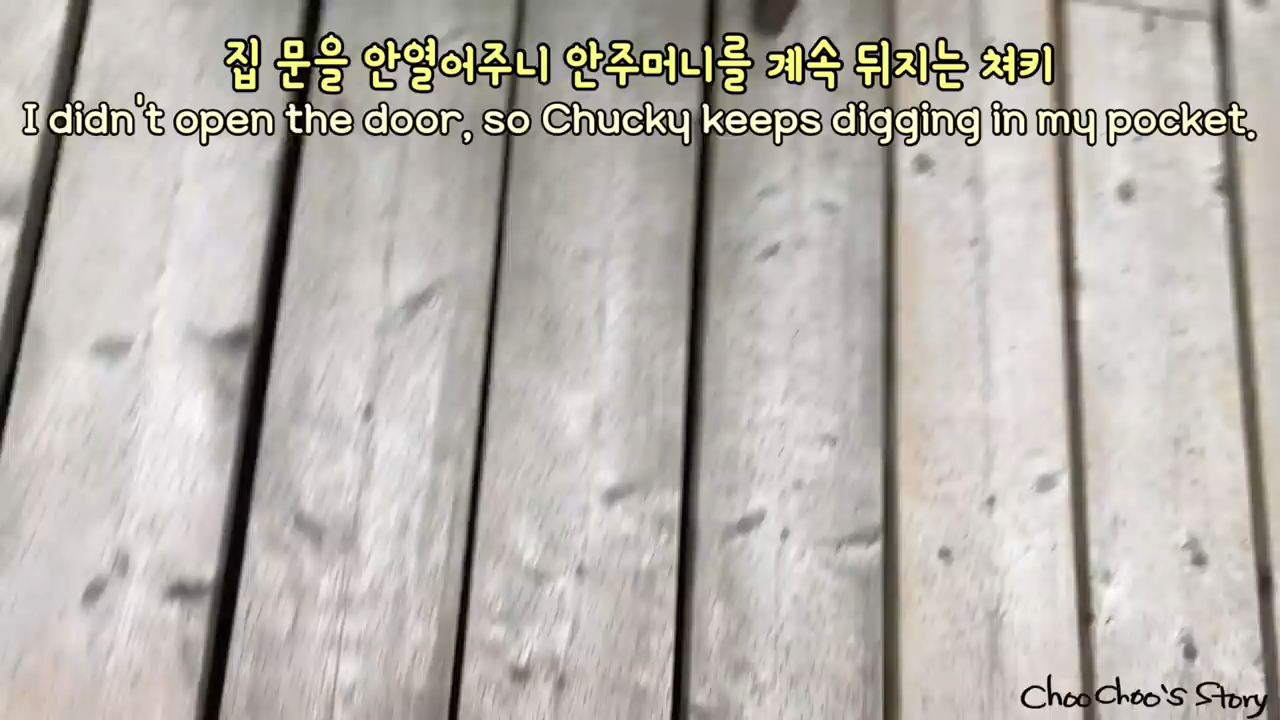 집 문을 안열어주니 안주머니를 계속 뒤지는 쳐키
I didn't open the door, so Chucky keeps digging in my pocket.
ChooChoo's Story